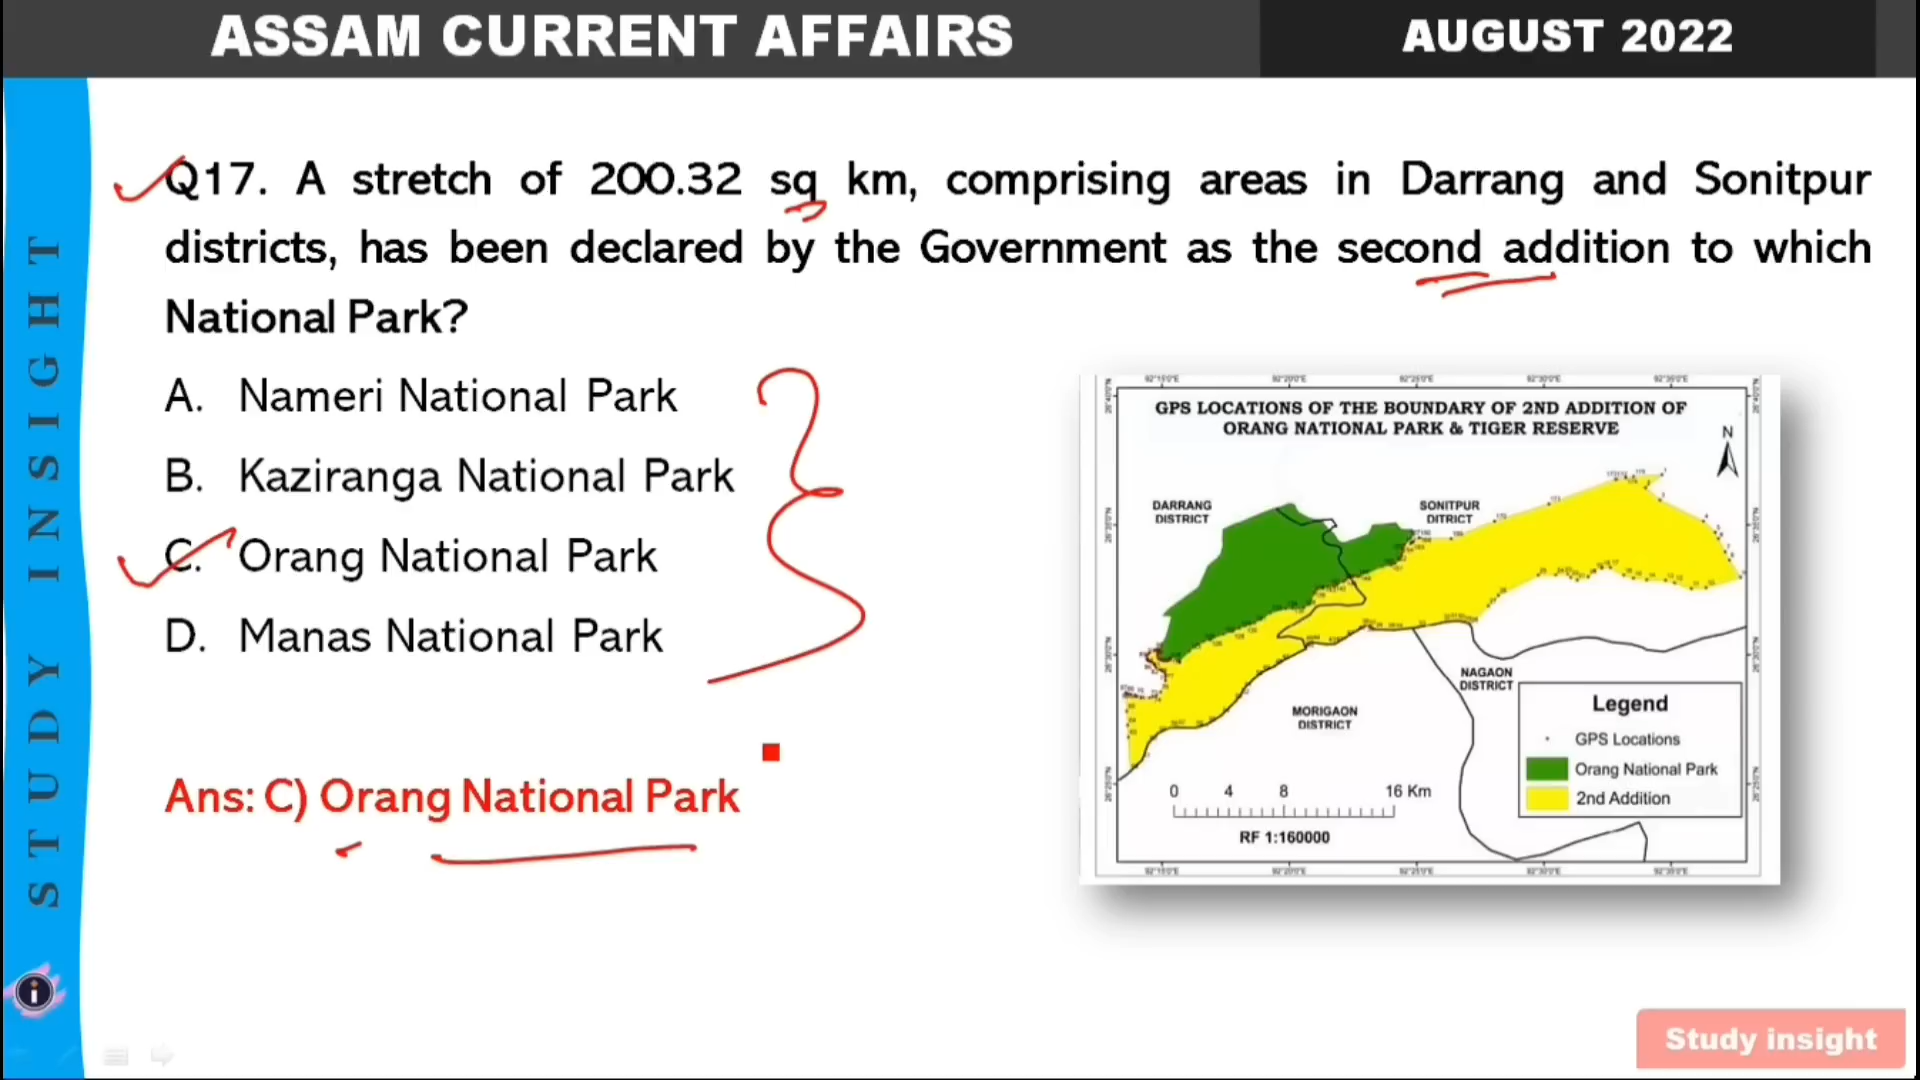 ASSAM CURRENT AFFAIRS
AUGUST 2022
STUDY INSIGHT
Q17. A stretch of 200.32 sq km, comprising areas in Darrang and Sonitpur
districts, has been declared by the Government as the second addition to which
National Park?
A. Nameri National Park
B. Kaziranga National Park
C. Orang National Park
D. Manas National Park
Ans: C) Orang National Park
GPS LOCATIONS OF THE BOUNDARY OF 2ND ADDITION OF
ORANG NATIONAL PARK & TIGER RESERVE
N
DARRANG
DISTRICT
SONITPUR
DITRICT
NAGAON
DISTRICT
MORIGAON
DISTRICT
Legend
GPS Locations
Orang National Park
2nd Addition
0 4 8 16 Km
RF 1:160000
i
Study insight